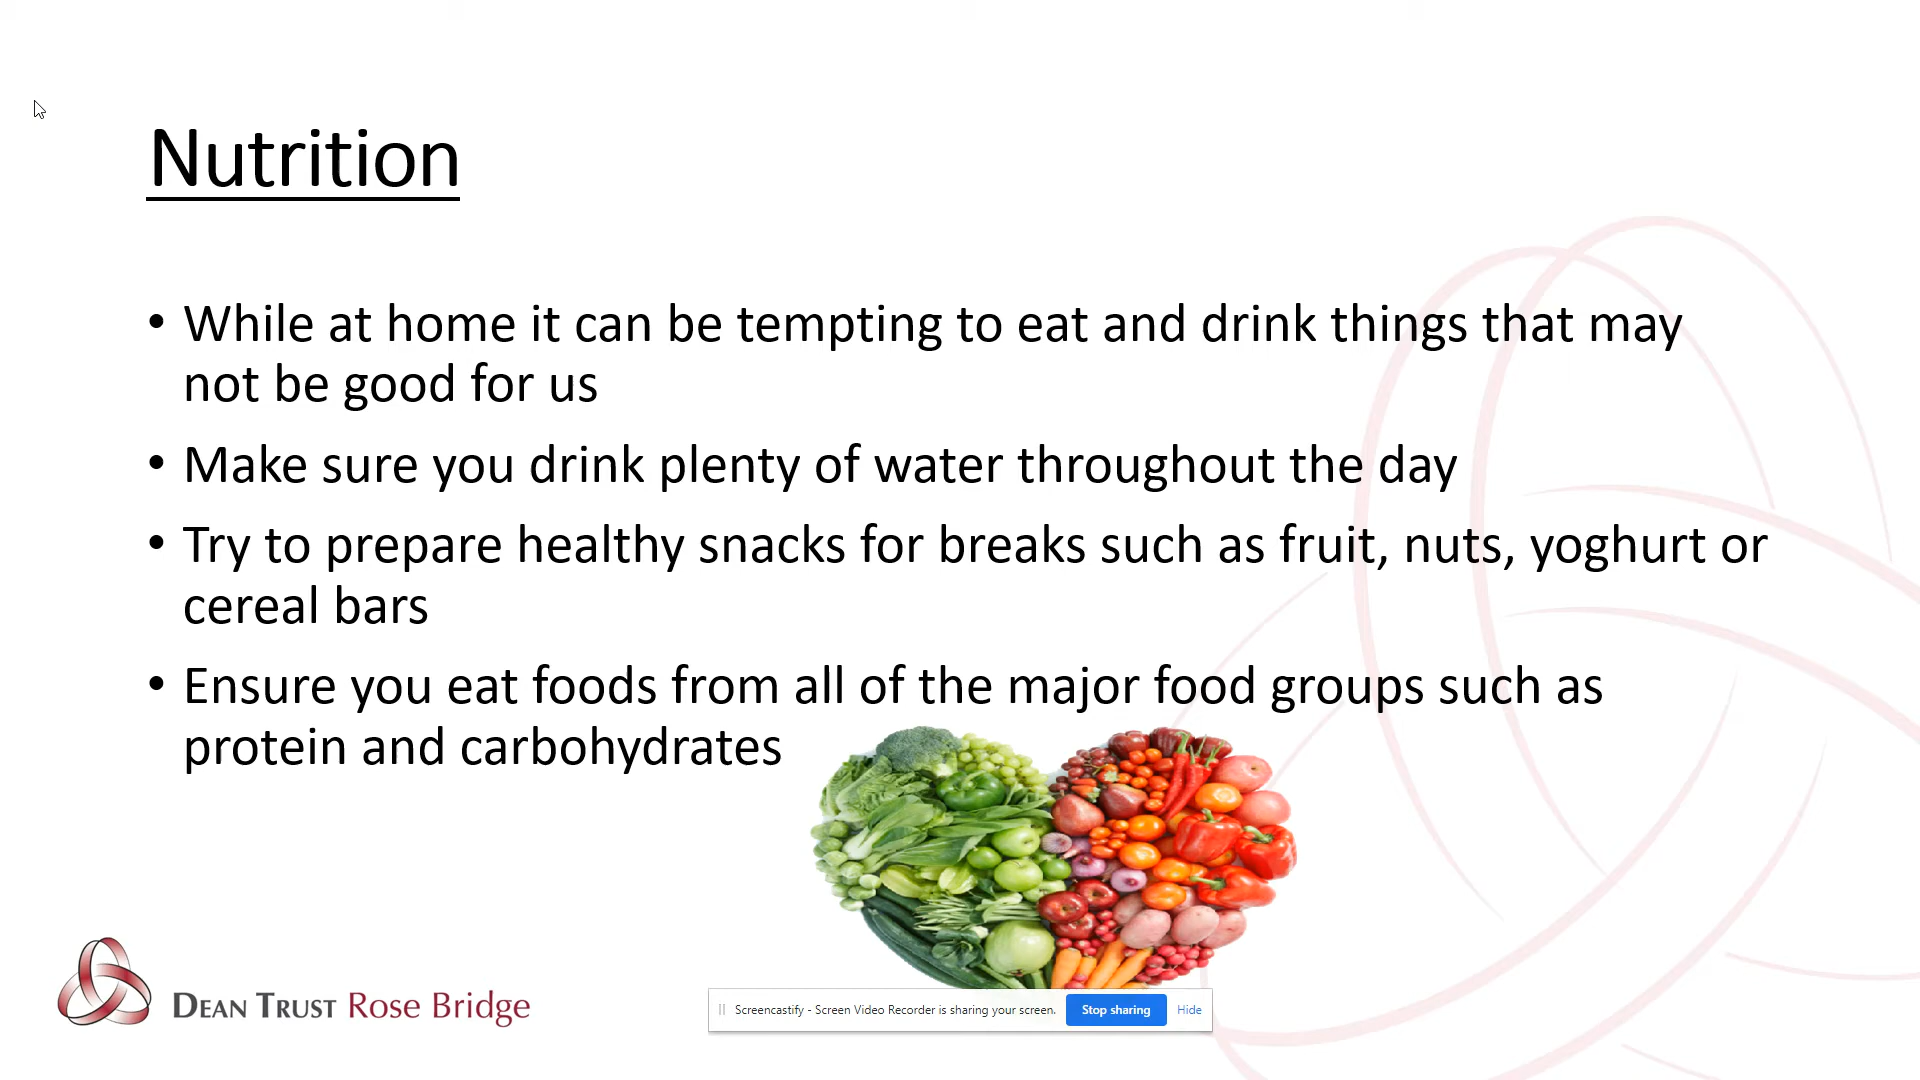 Nutrition
• While at home it can be tempting to eat and drink things that may
not be good for us
• Make sure you drink plenty of water throughout the day
• Try to prepare healthy snacks for breaks such as fruit, nuts, yoghurt or
cereal bars
• Ensure you eat foods from all of the major food groups such as
protein and carbohydrates
DEAN TRUST Rose Bridge
Screencastify - Screen Video Recorder is sharing your screen. Stop sharing Hide